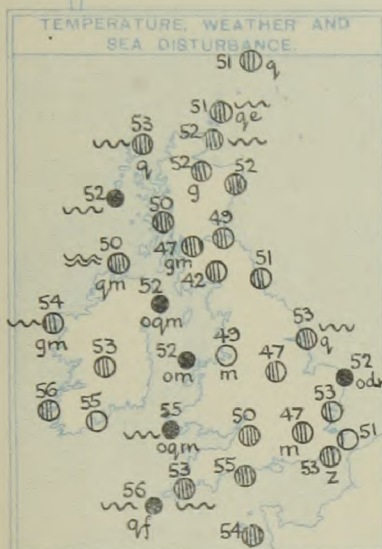 TEMPERATURE, WEATHER AND
SEA DISTURBANCE.
51 q
51 qe
53 q
52
52 g
52
52
50
49
47 gm
50 qm
42
51
52 oqm
54 gm
53 q
53
52 om
49 m
47
52
56
55
53
55 oqm
50
47 m
51
53 z
53
55
56 qf
54